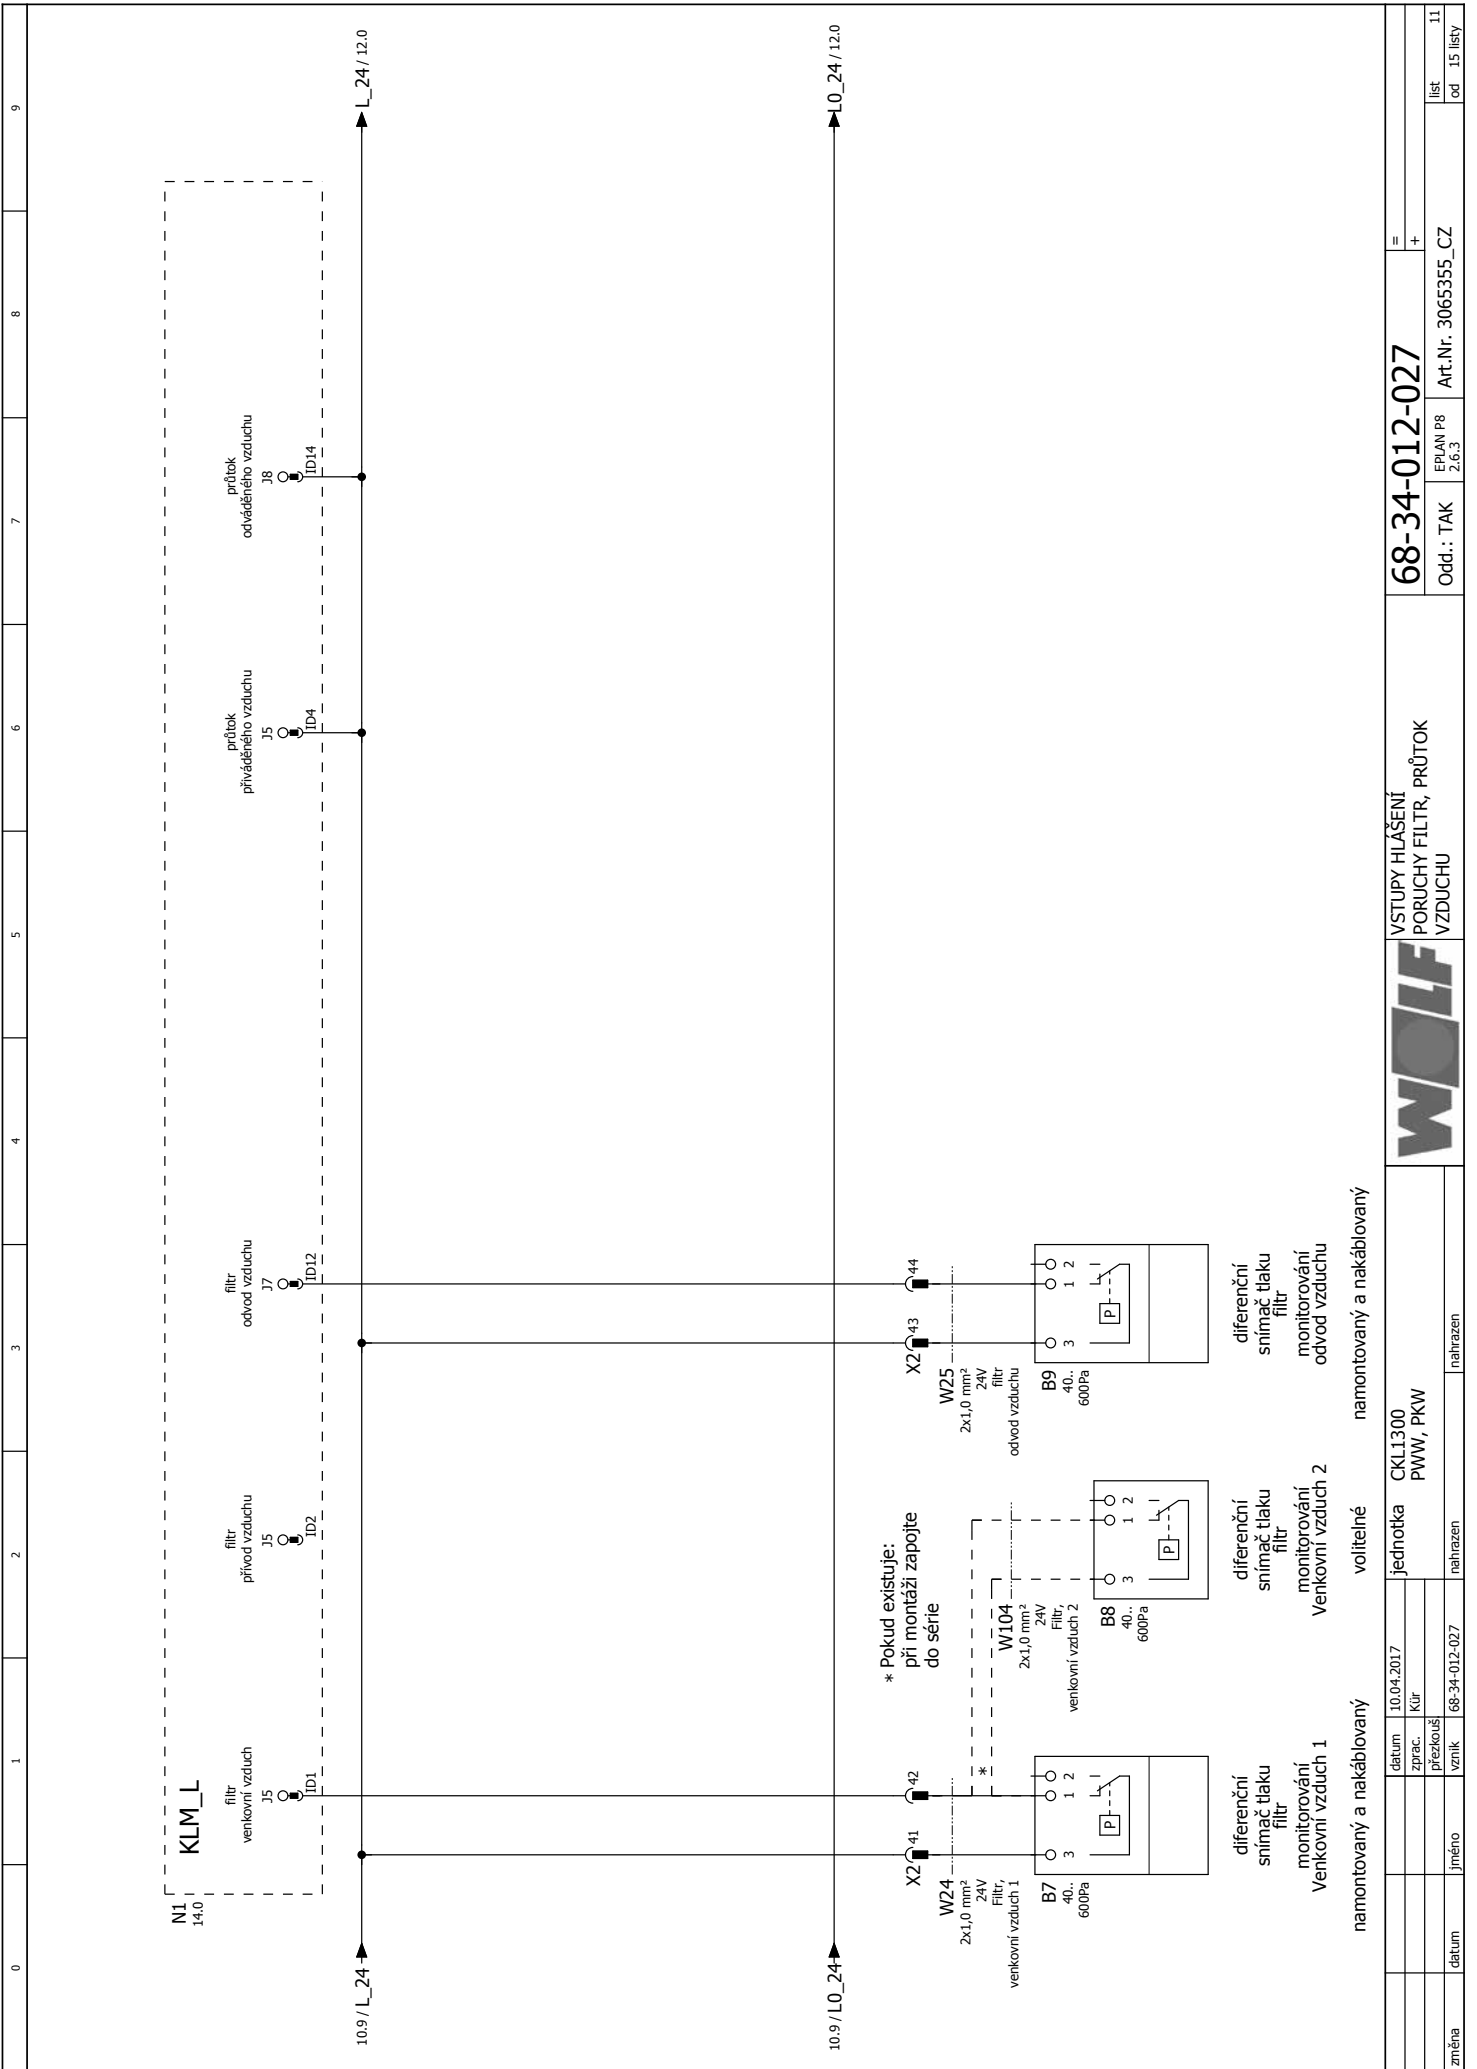 0
1
2
3
4
5
6
7
8
9
N1
14.0
KLM_L
filtr
venkovní vzduch
J5
ID1
filtr
přívod vzduchu
J5
ID2
filtr
odvod vzduchu
J7
ID12
průtok
přiváděného vzduchu
J5
ID4
průtok
odváděného vzduchu
J8
ID14
10.9 / L_24
L_24 / 12.0
10.9 / L0_24
L0_24 / 12.0
* Pokud existuje:
při montáži zapojte
do série
X2
41
42
W24
2x1,0 mm²
24V
Filtr,
venkovní vzduch 1
*
B7
40..
600Pa
3
1
2
P
W104
2x1,0 mm²
24V
Filtr,
venkovní vzduch 2
B8
40..
600Pa
3
1
2
P
X2
43
44
W25
2x1,0 mm²
24V
filtr
odvod vzduchu
B9
40..
600Pa
3
1
2
P
diferenční
snímač tlaku
filtr
monitorování
Venkovní vzduch 1
namontovaný a nakáblovaný
diferenční
snímač tlaku
filtr
monitorování
Venkovní vzduch 2
volitelné
diferenční
snímač tlaku
filtr
monitorování
odvod vzduchu
namontovaný a nakáblovaný
změna
datum
jméno
datum
10.04.2017
zprac.
Kür
přezkouš.
vznik
68-34-012-027
jednotka
CKL1300
PWW, PKW
nahrazen
nahrazen
WOLF
VSTUPY HLÁŠENÍ
PORUCHY FILTR, PRŮTOK
VZDUCHU
68-34-012-027
=
+
Odd.: TAK
EPLAN P8
2.6.3
Art.Nr. 3065355_CZ
list
11
od
15 listy